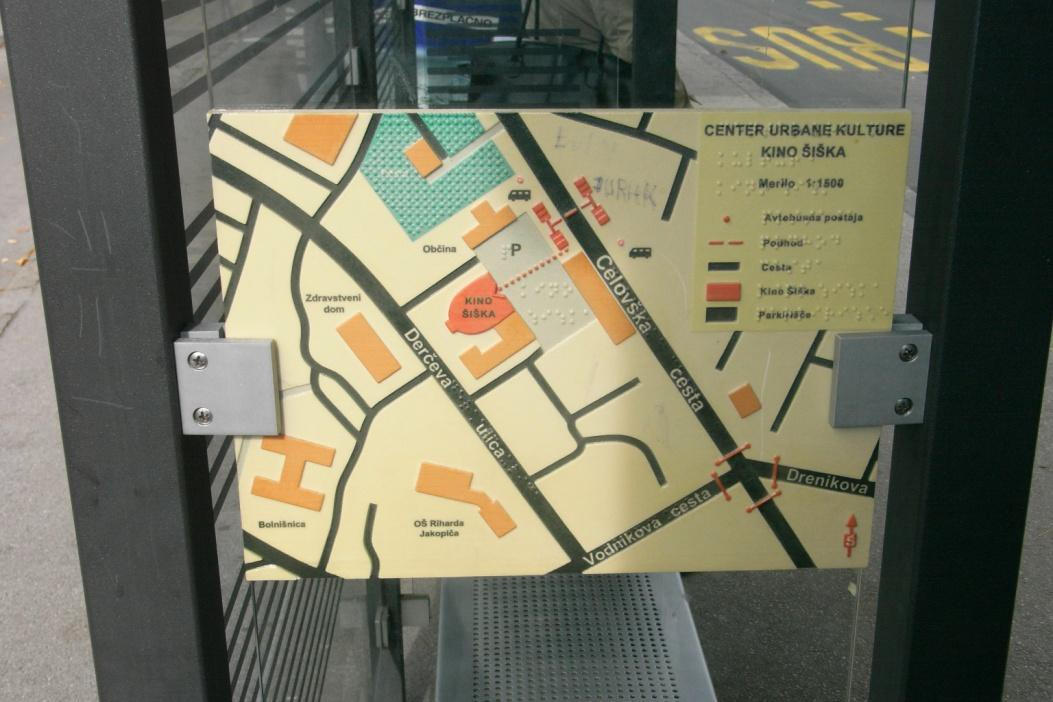 BREZPLAČNO
BUS
CENTER URBANE KULTURE
KINO ŠIŠKA
Merilo 1:1500
Avtobusna postaja
Podhod
Cesta
Kino Šiška
Parkirišče
P
Občina
KINO
ŠIŠKA
Celovška cesta
Zdravstveni
dom
Derčeva ulica
Drenikova
Vodnikova cesta
OŠ Riharda
Jakopiča
Bolnišnica
S